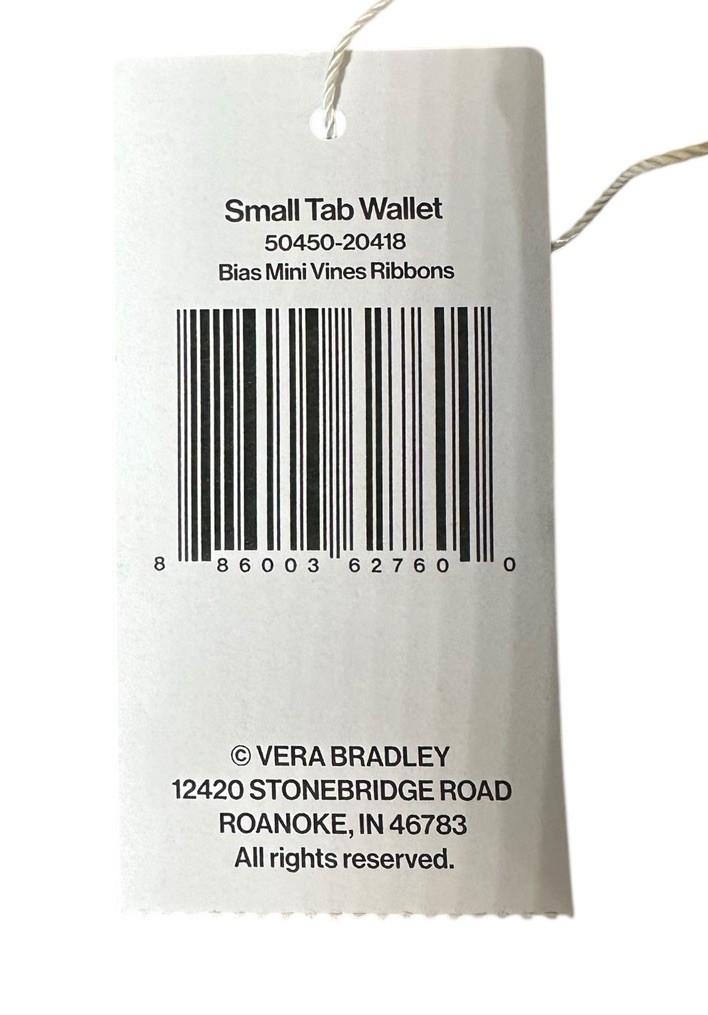 Small Tab Wallet
50450-20418
Bias Mini Vines Ribbons
8 86003 62760 0
© VERA BRADLEY
12420 STONEBRIDGE ROAD
ROANOKE, IN 46783
All rights reserved.